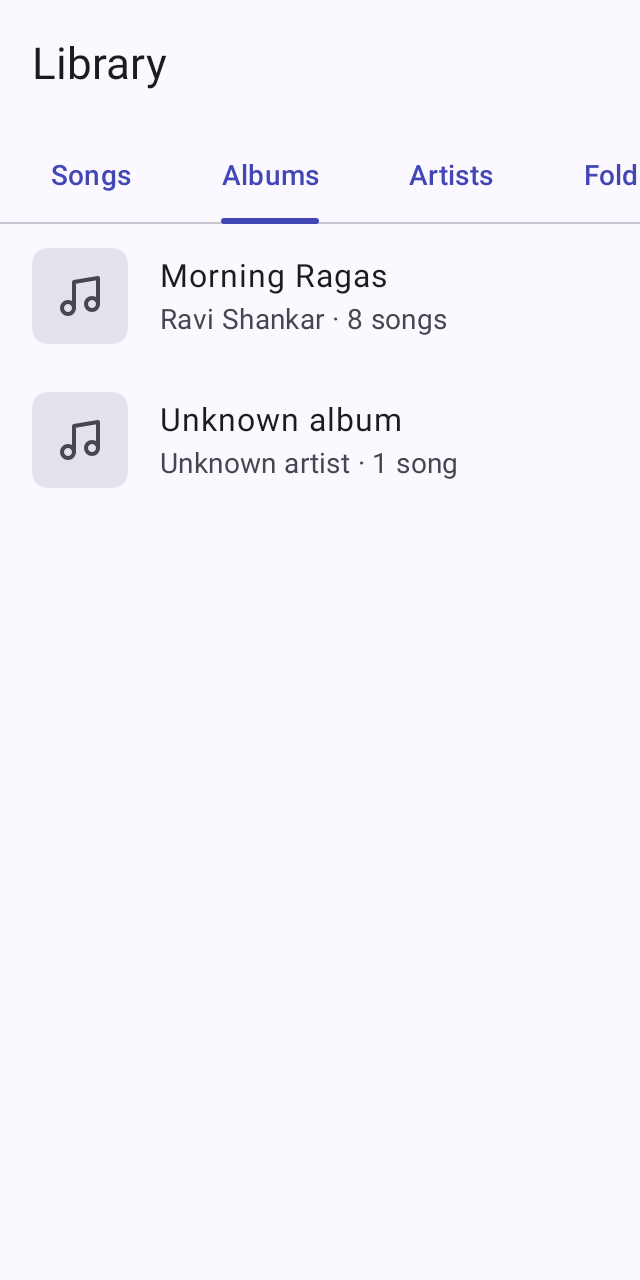 Library
Songs Albums Artists Fold
Morning Ragas
Ravi Shankar · 8 songs
Unknown album
Unknown artist · 1 song